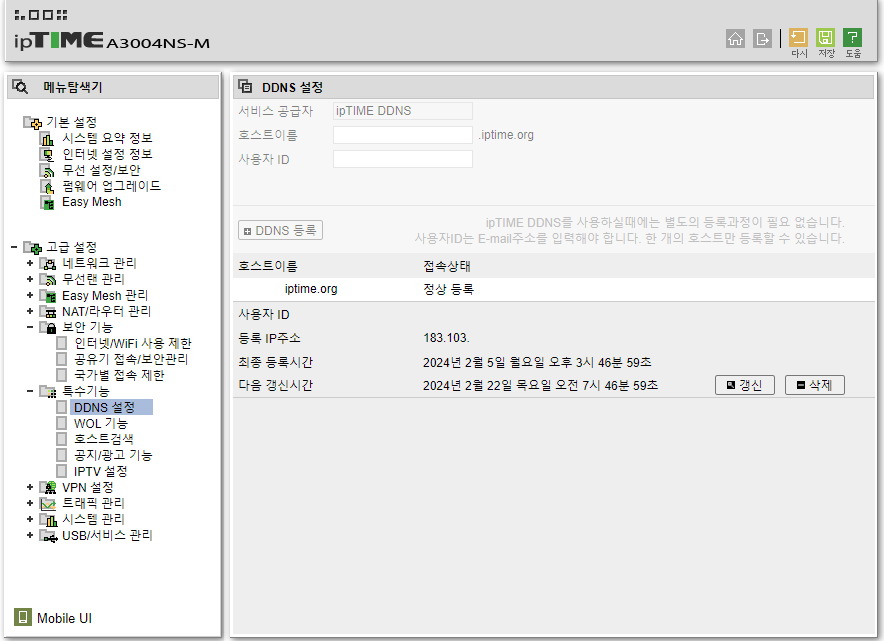 ipTIME A3004NS-M
다시 저장 도움
메뉴탐색기
기본 설정
시스템 요약 정보
인터넷 설정 정보
무선 설정/보안
펌웨어 업그레이드
Easy Mesh
고급 설정
네트워크 관리
무선랜 관리
Easy Mesh 관리
NAT/라우터 관리
보안 기능
인터넷/WiFi 사용 제한
공유기 접속/보안관리
국가별 접속 제한
특수기능
DDNS 설정
WOL 기능
호스트검색
공지/광고 기능
IPTV 설정
VPN 설정
트래픽 관리
시스템 관리
USB/서비스 관리
Mobile UI
DDNS 설정
서비스 공급자 ipTIME DDNS
호스트이름 .iptime.org
사용자 ID
DDNS 등록
ipTIME DDNS를 사용하실때에는 별도의 등록과정이 필요 없습니다.
사용자ID는 E-mail주소를 입력해야 합니다. 한 개의 호스트만 등록할 수 있습니다.
호스트이름 접속상태
iptime.org 정상 등록
사용자 ID
등록 IP주소 183.103.
최종 등록시간 2024년 2월 5일 월요일 오후 3시 46분 59초
다음 갱신시간 2024년 2월 22일 목요일 오전 7시 46분 59초 갱신 삭제